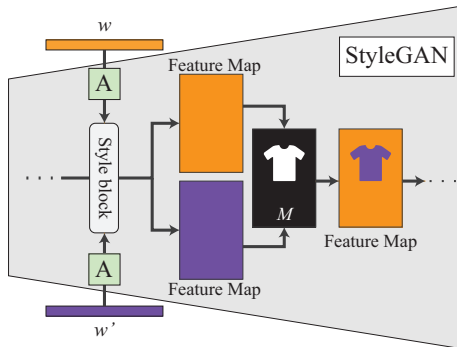 w
StyleGAN
A
Feature Map
Style block
. . .
M
. . .
Feature Map
A
Feature Map
w’